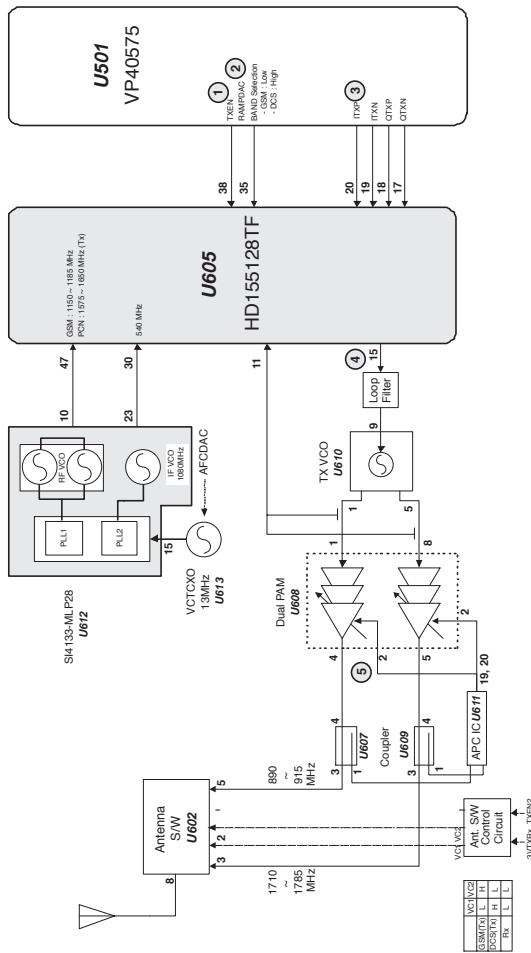 U501
VP40575
1
TXEN
2
RAMPDAC
BAND Selection
- GSM : Low
- DCS : High
3
ITXP
ITXN
QTXP
QTXN
38
35
20
19
18
17
GSM : 1150 ~ 1185 MHz
PCN : 1575 ~ 1650 MHz (Tx)
540 MHz
U605
HD155128TF
47
30
11
15
4
10
23
RF VCO
IF VCO
1080MHz
PLL1
PLL2
15
AFCDAC
VCTCXO
13MHz
U613
SI4133-MLP28
U612
Loop
Filter
9
TX VCO
U610
1
5
1
8
Dual PAM
U608
4
5
2
2
5
19, 20
APC IC U611
4
U607
3
1
Coupler
4
U609
3
1
Antenna
S/W
U602
8
5
2
3
890
~
915
MHz
1710
~
1785
MHz
VC1 VC2
Ant. S/W
Control
Circuit
3VTXRx TXEN2
VC1 VC2
GSM(Tx) L H
DCS(Tx) H L
Rx L L